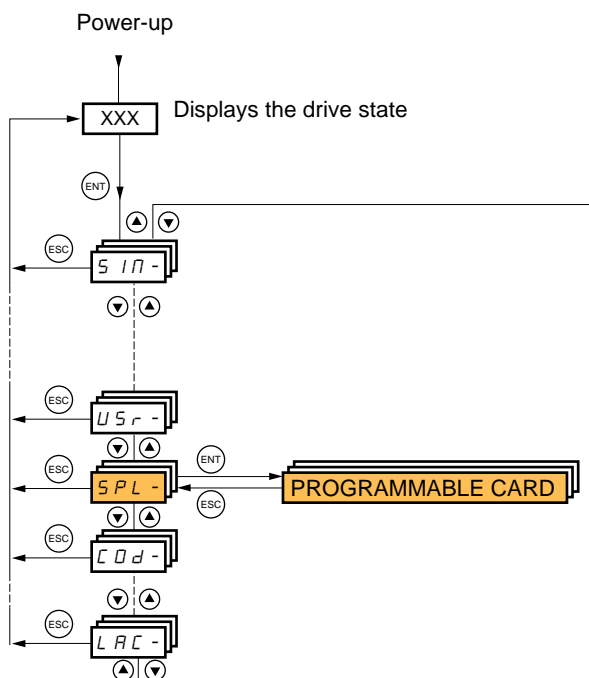 Power-up
XXX
Displays the drive state
ENT
ESC
SIM-
ESC
USr-
ESC
SPL-
ENT
ESC
PROGRAMMABLE CARD
ESC
COd-
ESC
LAC-